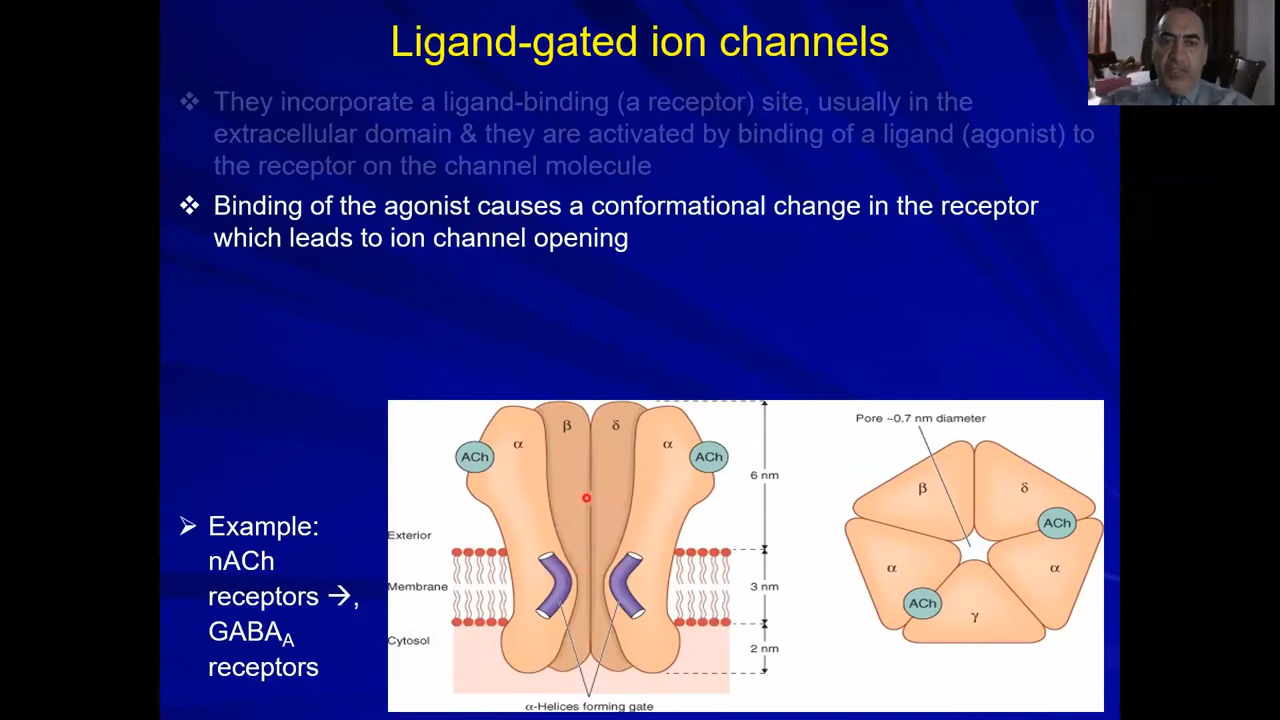 Ligand-gated ion channels
❖ They incorporate a ligand-binding (a receptor) site, usually in the
extracellular domain & they are activated by binding of a ligand (agonist) to
the receptor on the channel molecule
❖ Binding of the agonist causes a conformational change in the receptor
which leads to ion channel opening
➢ Example:
nACh
receptors →,
GABAA
receptors
α
β
δ
α
ACh
ACh
6 nm
Exterior
Membrane
3 nm
Cytosol
2 nm
α-Helices forming gate
Pore ~0.7 nm diameter
β
δ
ACh
α
α
ACh
γ